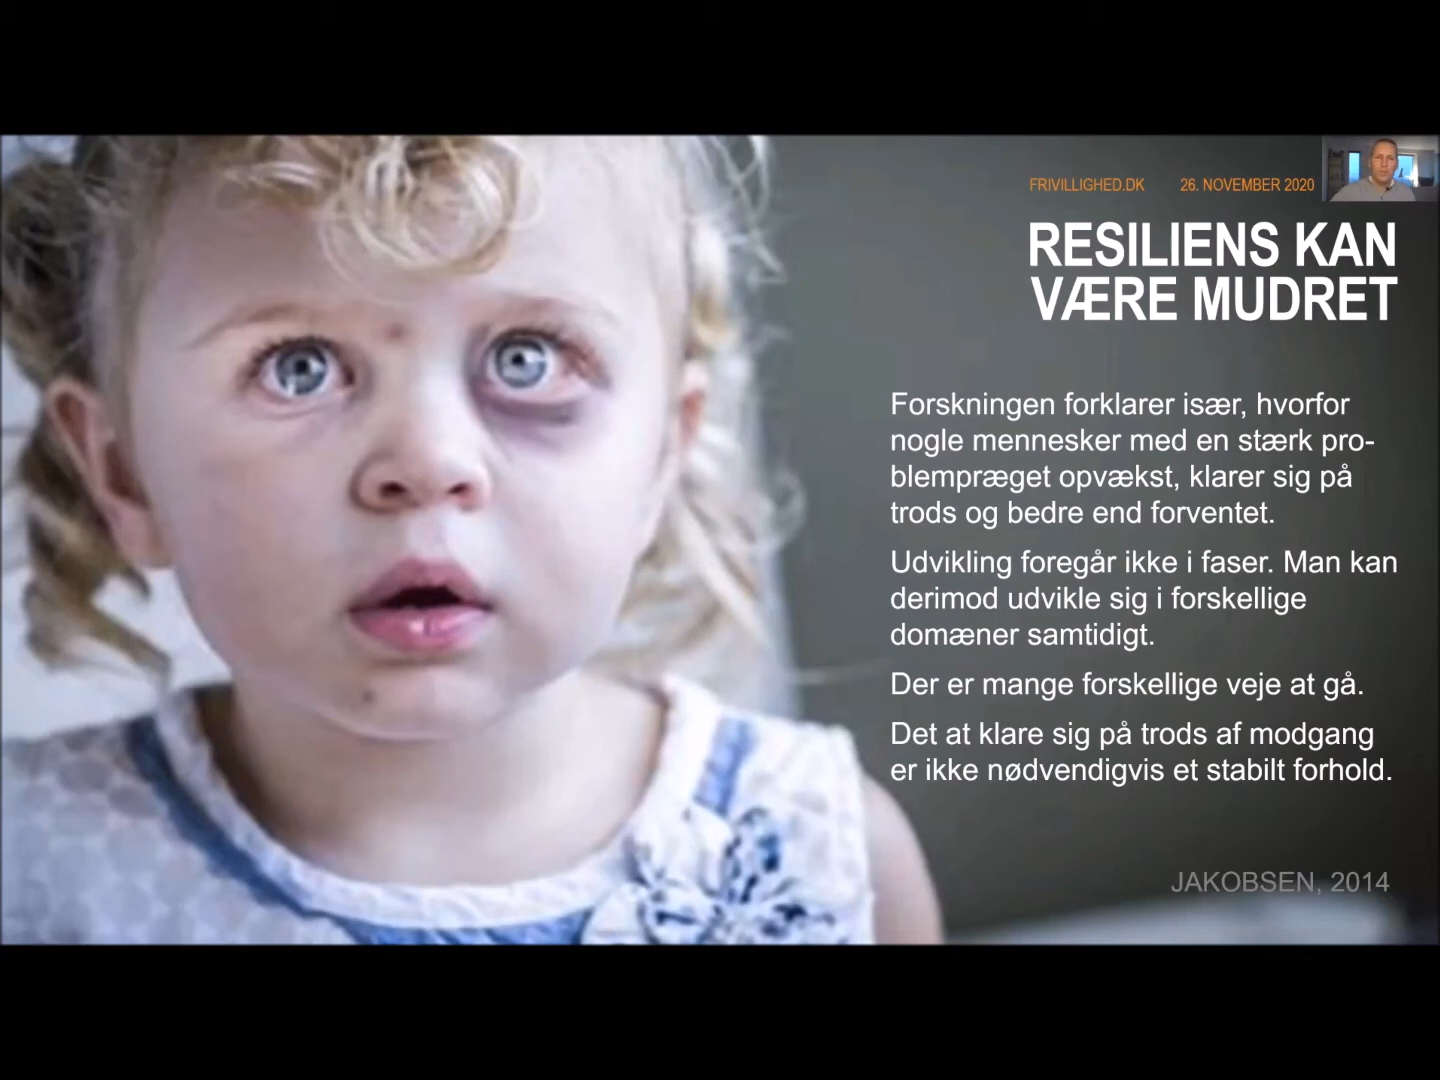 FRIVILLIGHED.DK 26. NOVEMBER 2020
RESILIENS KAN
VÆRE MUDRET
Forskningen forklarer især, hvorfor
nogle mennesker med en stærk pro-
blempræget opvækst, klarer sig på
trods og bedre end forventet.
Udvikling foregår ikke i faser. Man kan
derimod udvikle sig i forskellige
domæner samtidigt.
Der er mange forskellige veje at gå.
Det at klare sig på trods af modgang
er ikke nødvendigvis et stabilt forhold.
JAKOBSEN, 2014